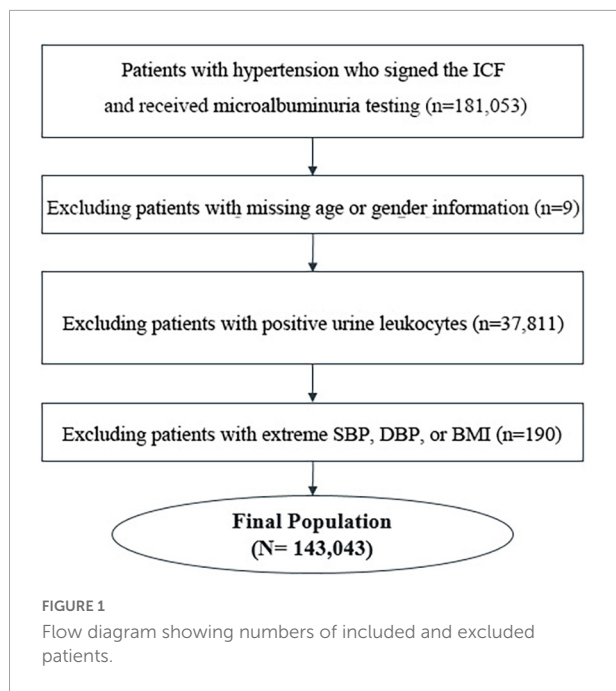 Patients with hypertension who signed the ICF
and received microalbuminuria testing (n=181,053)
Excluding patients with missing age or gender information (n=9)
Excluding patients with positive urine leukocytes (n=37,811)
Excluding patients with extreme SBP, DBP, or BMI (n=190)
Final Population
(N= 143,043)
FIGURE 1
Flow diagram showing numbers of included and excluded
patients.